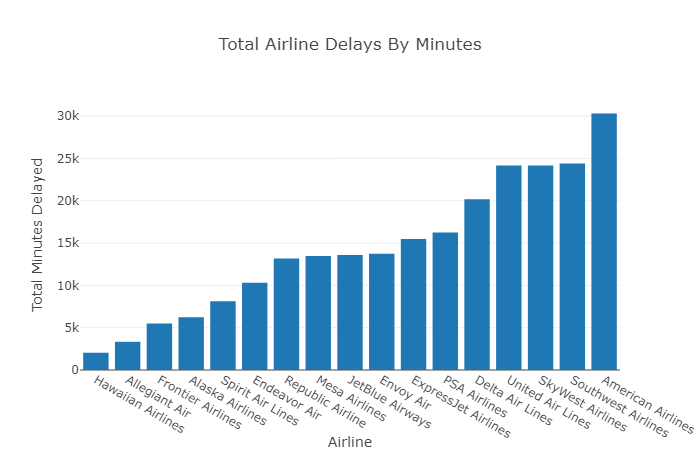 Total Airline Delays By Minutes
Total Minutes Delayed
30k
25k
20k
15k
10k
5k
0
Hawaiian Airlines
Allegiant Air
Frontier Airlines
Alaska Airlines
Spirit Air Lines
Endeavor Air
Republic Airline
Mesa Airlines
JetBlue Airways
Envoy Air
ExpressJet Airlines
PSA Airlines
Delta Air Lines
United Air Lines
SkyWest Airlines
Southwest Airlines
American Airlines
Airline